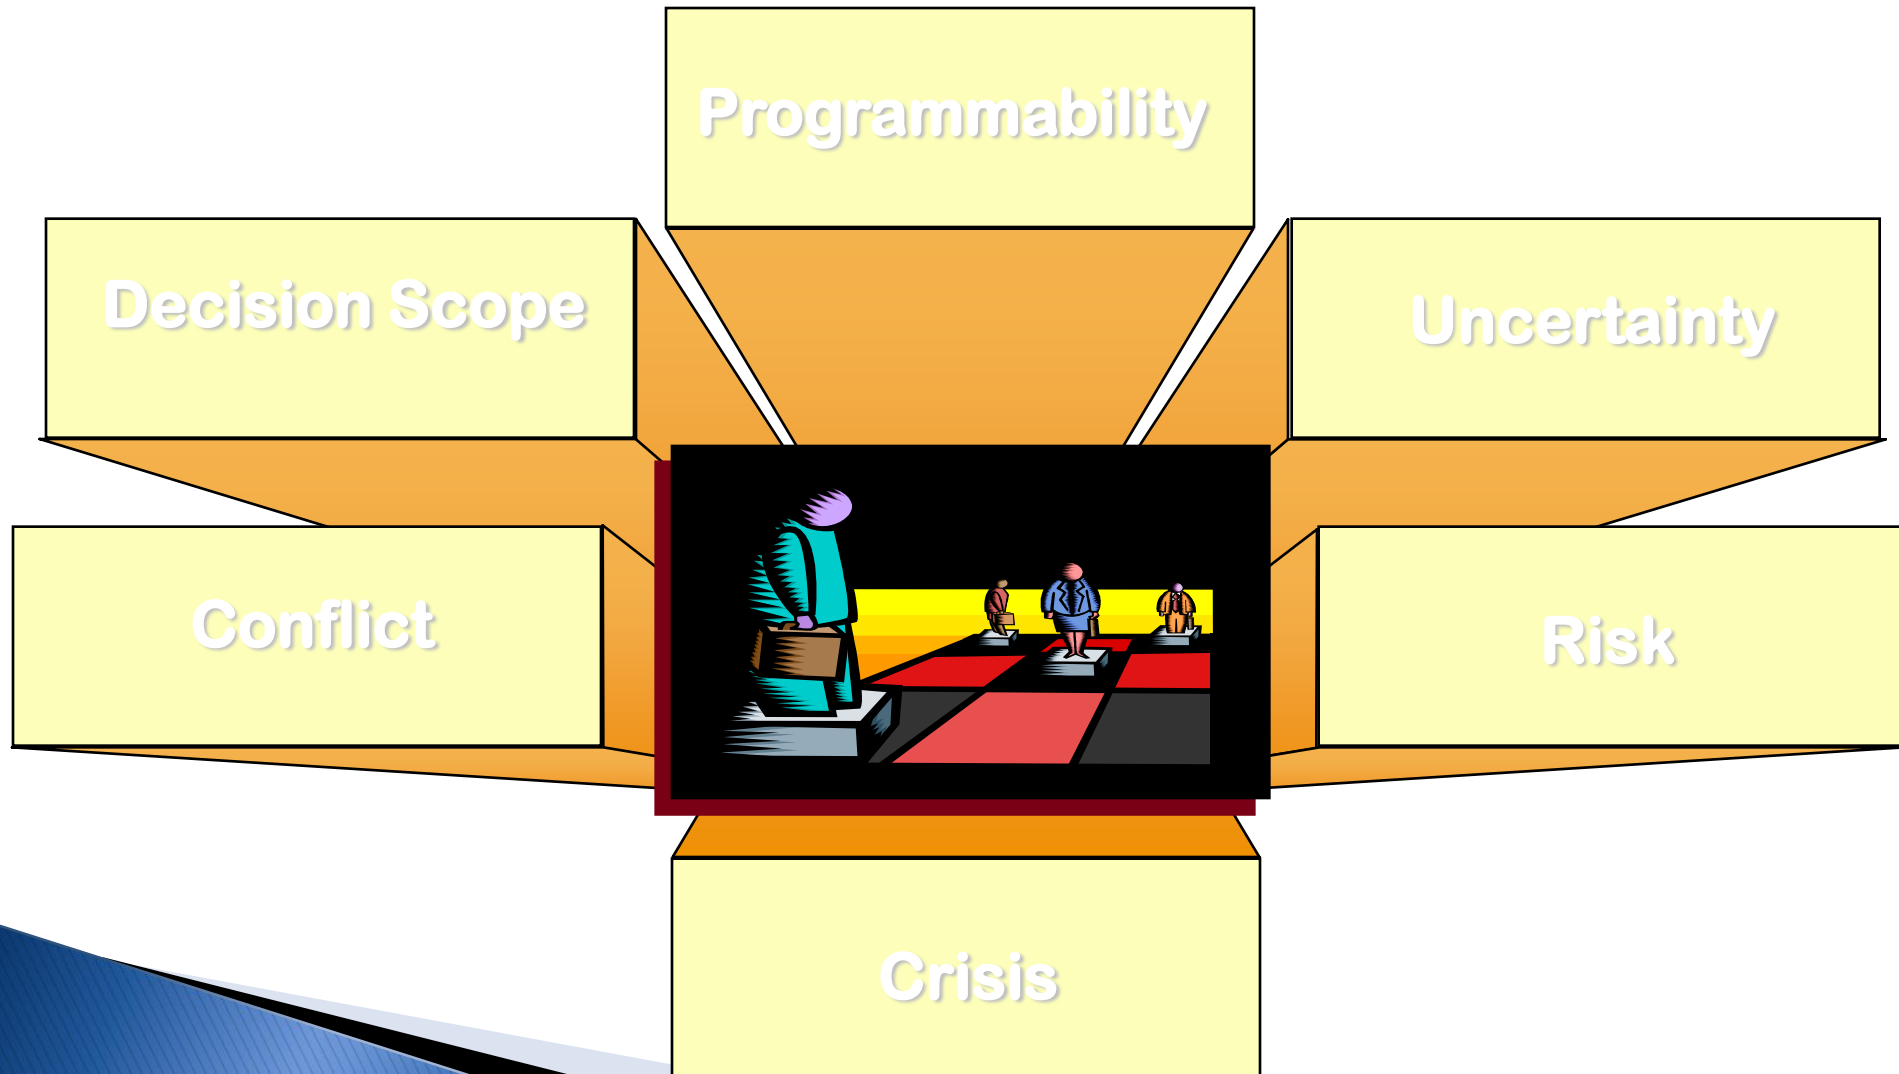 Programmability
Decision Scope
Uncertainty
Conflict
Risk
Crisis